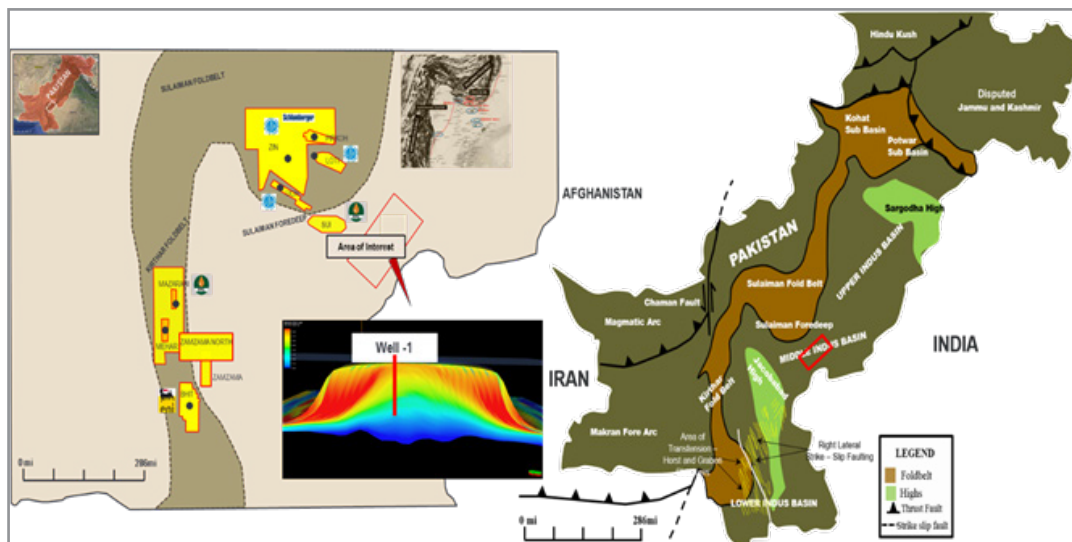 PAKISTAN
SULAIMAN FOLDBELT
Schlumberger
ZIN
LOTI
SUI
SULAIMAN FOREDEEP
Area of Interest
KIRTHAR FOLDBELT
MAZARANI
MEHAR
ZAMZAMA NORTH
ZAMZAMA
BHIT
eni
Well -1
0 mi
286mi
Hindu Kush
Disputed
Jammu and Kashmir
Kohat
Sub Basin
Potwar
Sub Basin
AFGHANISTAN
Sargodha High
PAKISTAN
UPPER INDUS BASIN
Sulaiman Fold Belt
Chaman Fault
Magmatic Arc
Sulaiman Foredeep
MIDDLE INDUS BASIN
INDIA
IRAN
Jacobabad
High
Kirthar
Fold Belt
Makran Fore Arc
Area of
Transtension –
Horst and Graben
Right Lateral
Strike – Slip Faulting
LOWER INDUS BASIN
0 mi
286mi
LEGEND
Foldbelt
Highs
Thrust Fault
Strike slip fault